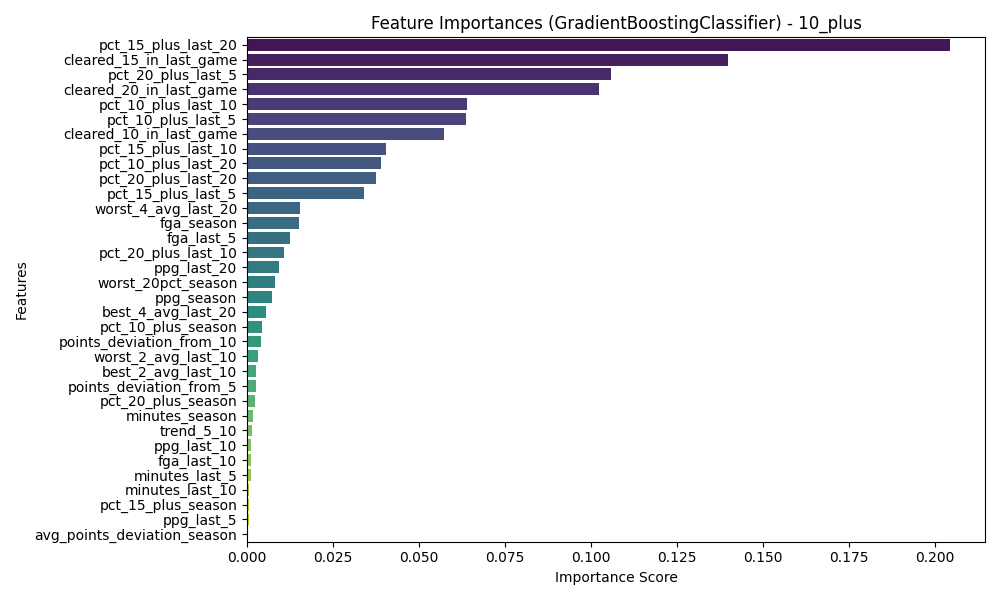 Feature Importances (GradientBoostingClassifier) - 10_plus
Features
pct_15_plus_last_20
cleared_15_in_last_game
pct_20_plus_last_5
cleared_20_in_last_game
pct_10_plus_last_10
pct_10_plus_last_5
cleared_10_in_last_game
pct_15_plus_last_10
pct_10_plus_last_20
pct_20_plus_last_20
pct_15_plus_last_5
worst_4_avg_last_20
fga_season
fga_last_5
pct_20_plus_last_10
ppg_last_20
worst_20pct_season
ppg_season
best_4_avg_last_20
pct_10_plus_season
points_deviation_from_10
worst_2_avg_last_10
best_2_avg_last_10
points_deviation_from_5
pct_20_plus_season
minutes_season
trend_5_10
ppg_last_10
fga_last_10
minutes_last_5
minutes_last_10
pct_15_plus_season
ppg_last_5
avg_points_deviation_season
0.000 0.025 0.050 0.075 0.100 0.125 0.150 0.175 0.200
Importance Score